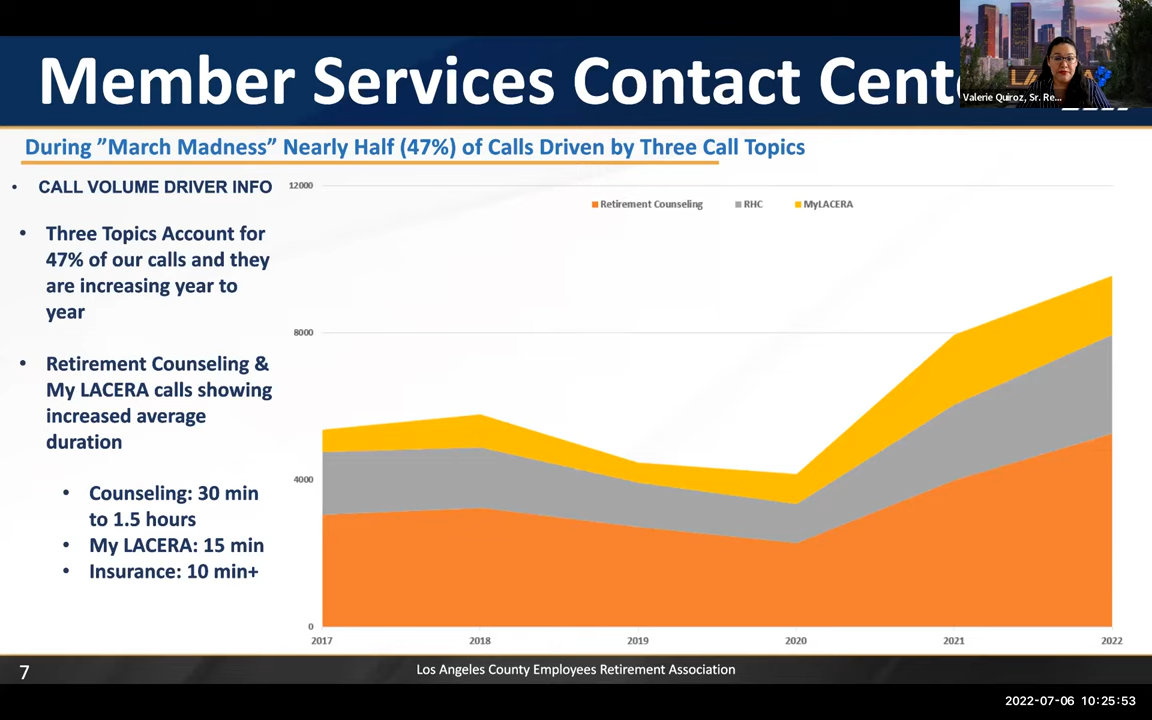 Member Services Contact Cent
Valerie Quiroz, Sr. Re...
During ”March Madness” Nearly Half (47%) of Calls Driven by Three Call Topics
• CALL VOLUME DRIVER INFO
• Three Topics Account for
47% of our calls and they
are increasing year to
year
• Retirement Counseling &
My LACERA calls showing
increased average
duration
• Counseling: 30 min
to 1.5 hours
• My LACERA: 15 min
• Insurance: 10 min+
Retirement Counseling RHC MyLACERA
12000
8000
4000
0
2017 2018 2019 2020 2021 2022
7
Los Angeles County Employees Retirement Association
2022-07-06 10:25:53